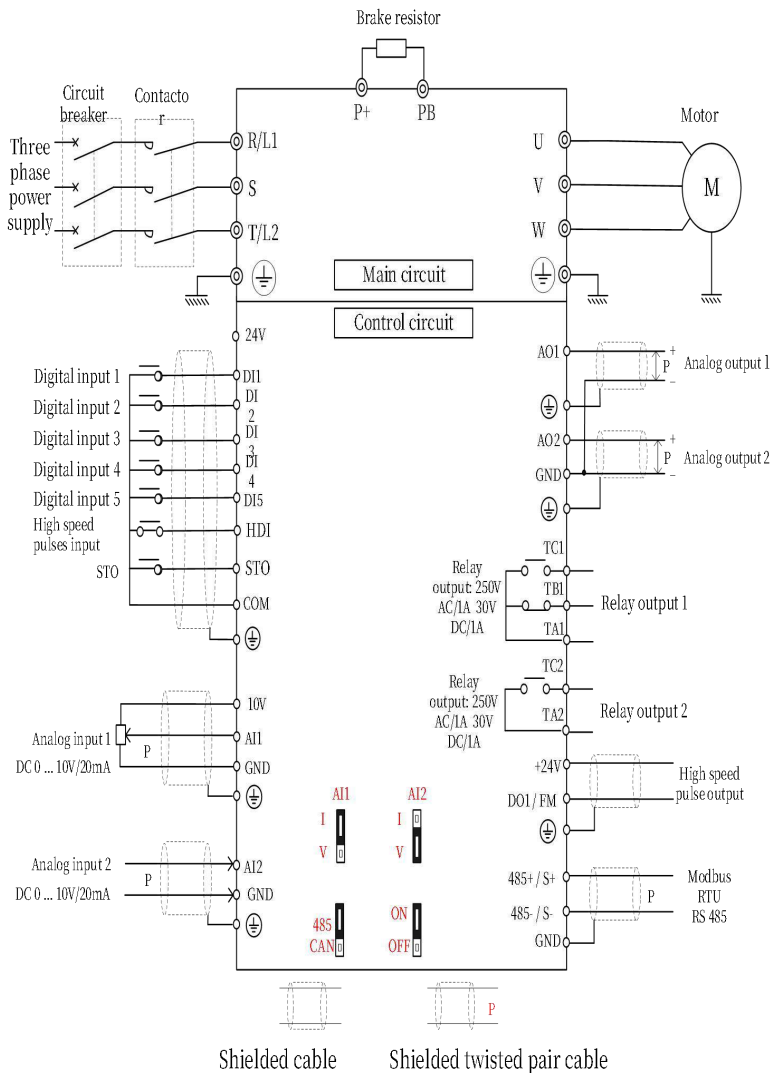 Brake resistor
Circuit
breaker
Contacto
r
P+
PB
Motor
Three
phase
power
supply
R/L1
S
T/L2
U
V
W
M
Main circuit
Control circuit
24V
Digital input 1
DI1
Digital input 2
DI
2
Digital input 3
DI
3
Digital input 4
DI
4
Digital input 5
DI5
High speed
pulses input
HDI
STO
STO
COM
10V
Analog input 1
P
AI1
DC 0 ... 10V/20mA
GND
Analog input 2
P
AI2
DC 0 ... 10V/20mA
GND
AO1
+
P
−
Analog output 1
AO2
+
P
−
Analog output 2
GND
TC1
Relay
output: 250V
AC/1A 30V
DC/1A
TB1
TA1
Relay output 1
TC2
Relay
output: 250V
AC/1A 30V
DC/1A
TA2
Relay output 2
+24V
DO1/ FM
High speed
pulse output
AI1
I
V
AI2
I
V
485
CAN
ON
OFF
485+ / S+
485- / S-
GND
P
Modbus
RTU
RS 485
P
Shielded cable
Shielded twisted pair cable